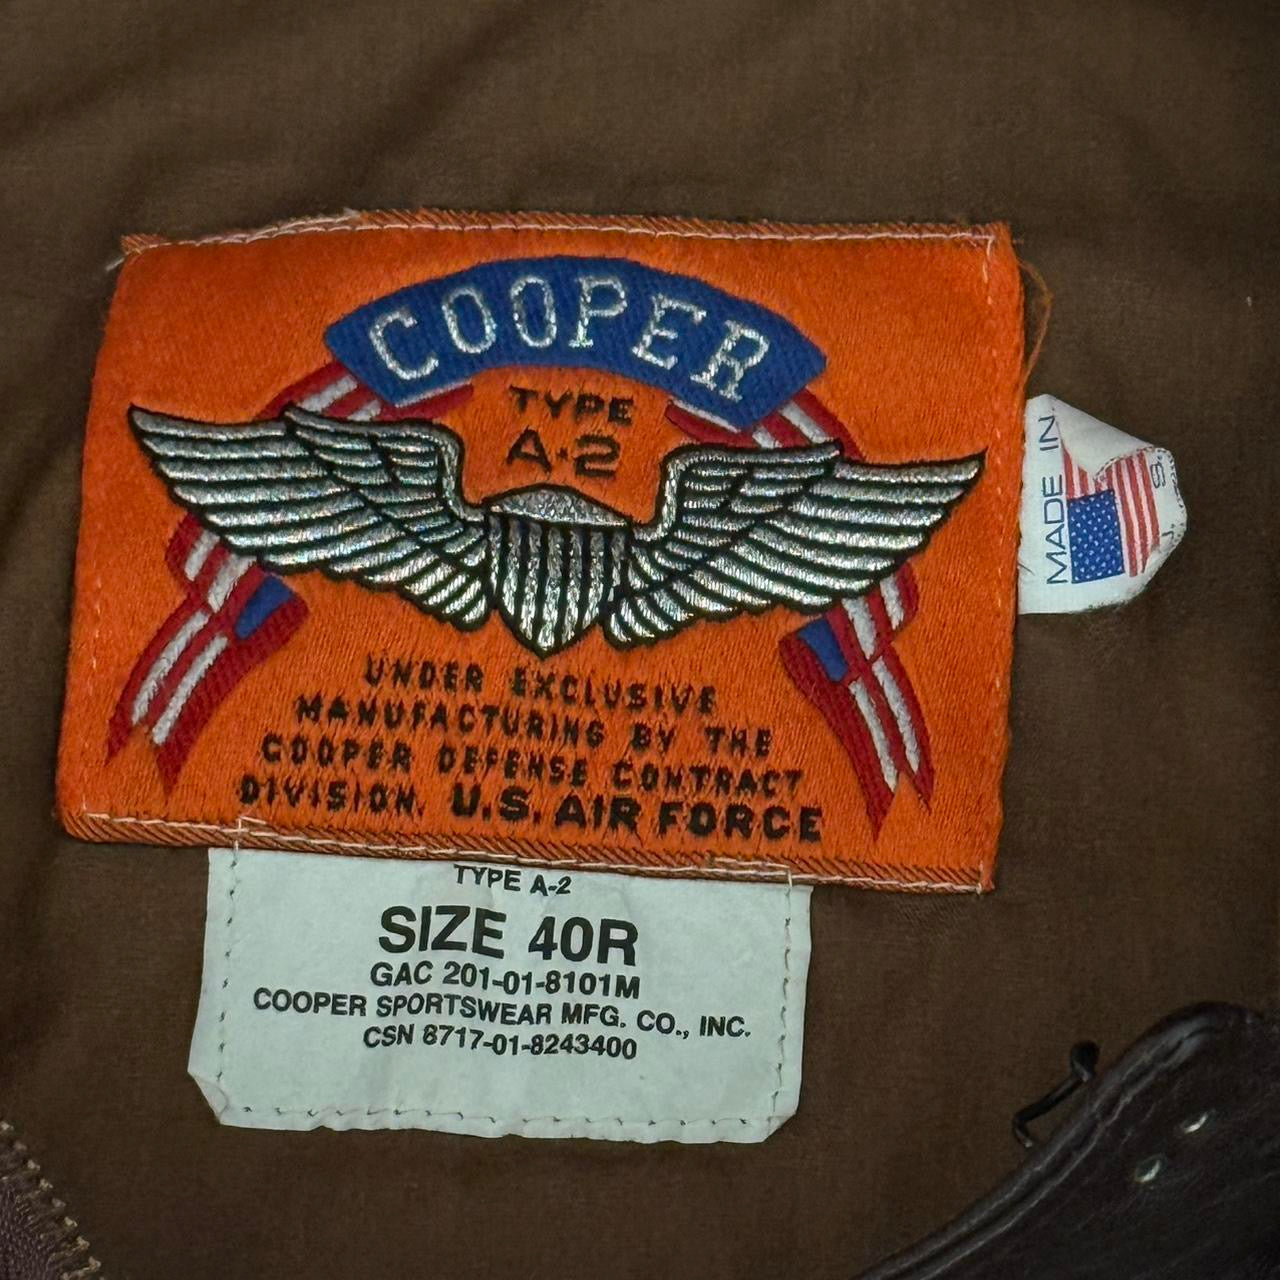 COOPER
TYPE
A-2
UNDER EXCLUSIVE
MANUFACTURING BY THE
COOPER DEFENSE CONTRACT
DIVISION. U.S. AIR FORCE
MADE IN
TYPE A-2
SIZE 40R
GAC 201-01-8101M
COOPER SPORTSWEAR MFG. CO., INC.
CSN 8717-01-8243400